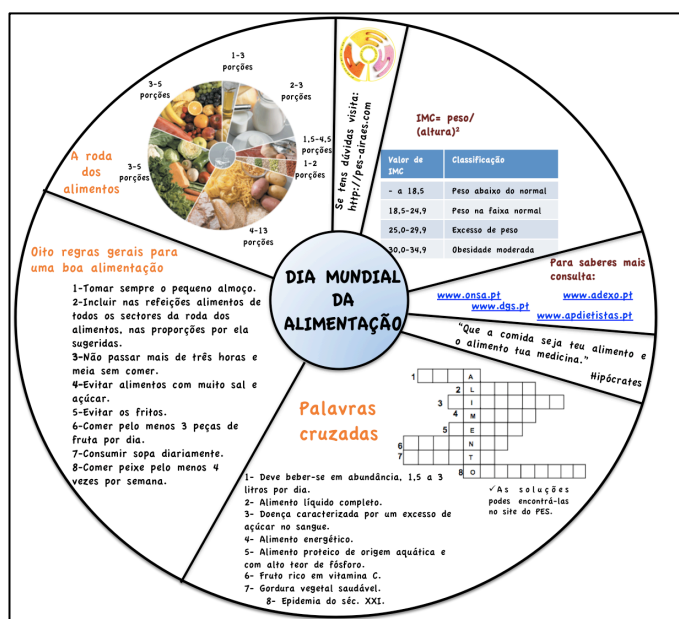 1-3
porções
3-5
porções
2-3
porções
1,5-4,5
porções
1-2
porções
3-5
porções
4-13
porções
A roda
dos
alimentos
Se tens dúvidas visita:
http://pes-airaes.com
IMC= peso/
(altura)²
Valor de
IMC
Classificação
- a 18,5
Peso abaixo do normal
18,5-24,9
Peso na faixa normal
25,0-29,9
Excesso de peso
30,0-34,9
Obesidade moderada
Para saberes mais
consulta:
www.onsa.pt
www.adexo.pt
www.dgs.pt
www.apdietistas.pt
"Que a comida seja teu alimento e
o alimento tua medicina."
Hipócrates
DIA MUNDIAL
DA
ALIMENTAÇÃO
Oito regras gerais para
uma boa alimentação
1-Tomar sempre o pequeno almoço.
2-Incluir nas refeições alimentos de
todos os sectores da roda dos
alimentos, nas proporções por ela
sugeridas.
3-Não passar mais de três horas e
meia sem comer.
4-Evitar alimentos com muito sal e
açúcar.
5-Evitar os fritos.
6-Comer pelo menos 3 peças de
fruta por dia.
7-Consumir sopa diariamente.
8-Comer peixe pelo menos 4
vezes por semana.
Palavras
cruzadas
1 A
2 L
3 I
4 M
5 E
6 N
7 T
8 O
1- Deve beber-se em abundância, 1,5 a 3
litros por dia.
2- Alimento líquido completo.
3- Doença caracterizada por um excesso de
açúcar no sangue.
4- Alimento energético.
5- Alimento proteico de origem aquática e
com alto teor de fósforo.
6- Fruto rico em vitamina C.
7- Gordura vegetal saudável.
8- Epidemia do séc. XXI.
✓As soluções
podes encontrá-las
no site do PES.